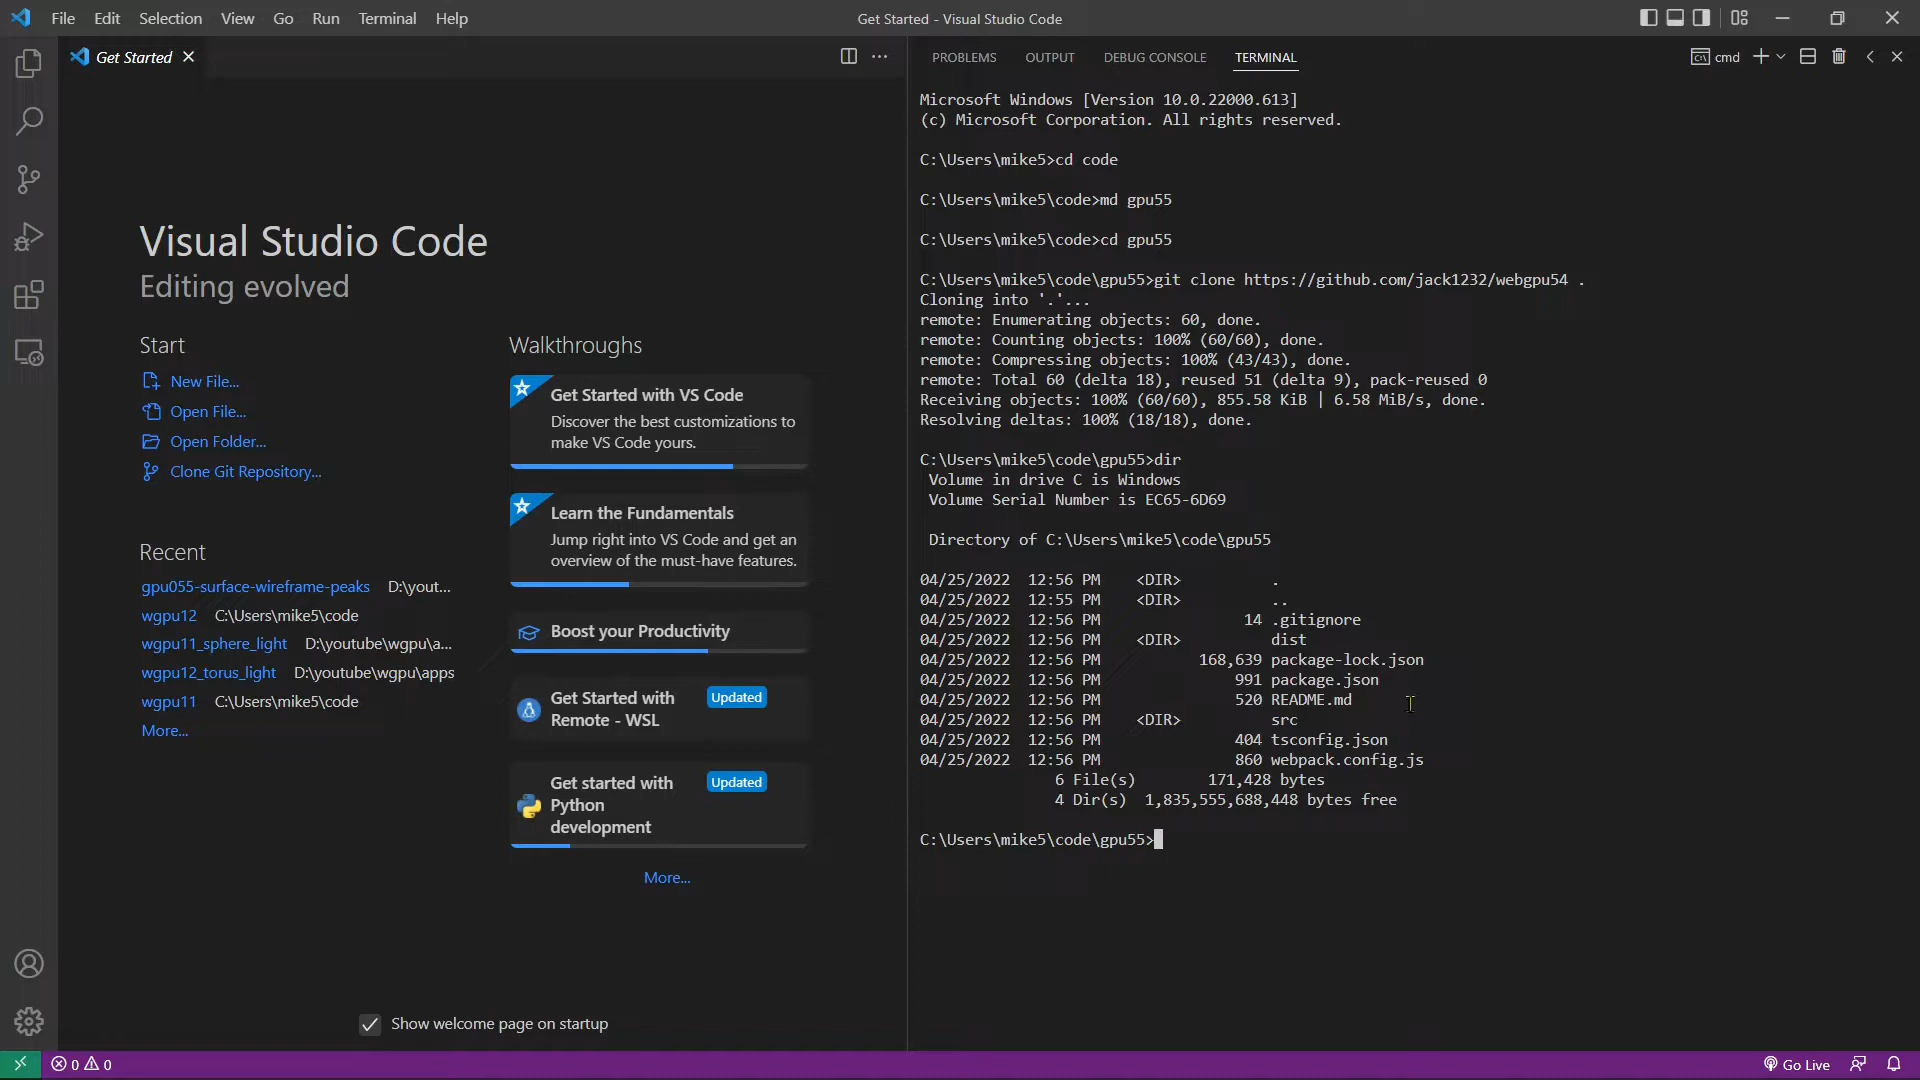 File Edit Selection View Go Run Terminal Help
Get Started - Visual Studio Code
Get Started
Visual Studio Code
Editing evolved
Start
New File...
Open File...
Open Folder...
Clone Git Repository...
Recent
gpu055-surface-wireframe-peaks D:\yout...
wgpu12 C:\Users\mike5\code
wgpu11_sphere_light D:\youtube\wgpu\a...
wgpu12_torus_light D:\youtube\wgpu\apps
wgpu11 C:\Users\mike5\code
More...
Walkthroughs
Get Started with VS Code
Discover the best customizations to
make VS Code yours.
Learn the Fundamentals
Jump right into VS Code and get an
overview of the must-have features.
Boost your Productivity
Get Started with Updated
Remote - WSL
Get started with Updated
Python
development
More...
Show welcome page on startup
PROBLEMS OUTPUT DEBUG CONSOLE TERMINAL
cmd
Microsoft Windows [Version 10.0.22000.613]
(c) Microsoft Corporation. All rights reserved.
C:\Users\mike5>cd code
C:\Users\mike5\code>md gpu55
C:\Users\mike5\code>cd gpu55
C:\Users\mike5\code\gpu55>git clone https://github.com/jack1232/webgpu54 .
Cloning into '.'...
remote: Enumerating objects: 60, done.
remote: Counting objects: 100% (60/60), done.
remote: Compressing objects: 100% (43/43), done.
remote: Total 60 (delta 18), reused 51 (delta 9), pack-reused 0
Receiving objects: 100% (60/60), 855.58 KiB | 6.58 MiB/s, done.
Resolving deltas: 100% (18/18), done.
C:\Users\mike5\code\gpu55>dir
Volume in drive C is Windows
Volume Serial Number is EC65-6D69
Directory of C:\Users\mike5\code\gpu55
04/25/2022 12:56 PM <DIR> .
04/25/2022 12:55 PM <DIR> ..
04/25/2022 12:56 PM 14 .gitignore
04/25/2022 12:56 PM <DIR> dist
04/25/2022 12:56 PM 168,639 package-lock.json
04/25/2022 12:56 PM 991 package.json
04/25/2022 12:56 PM 520 README.md
04/25/2022 12:56 PM <DIR> src
04/25/2022 12:56 PM 404 tsconfig.json
04/25/2022 12:56 PM 860 webpack.config.js
6 File(s) 171,428 bytes
4 Dir(s) 1,835,555,688,448 bytes free
C:\Users\mike5\code\gpu55>
0 0
Go Live